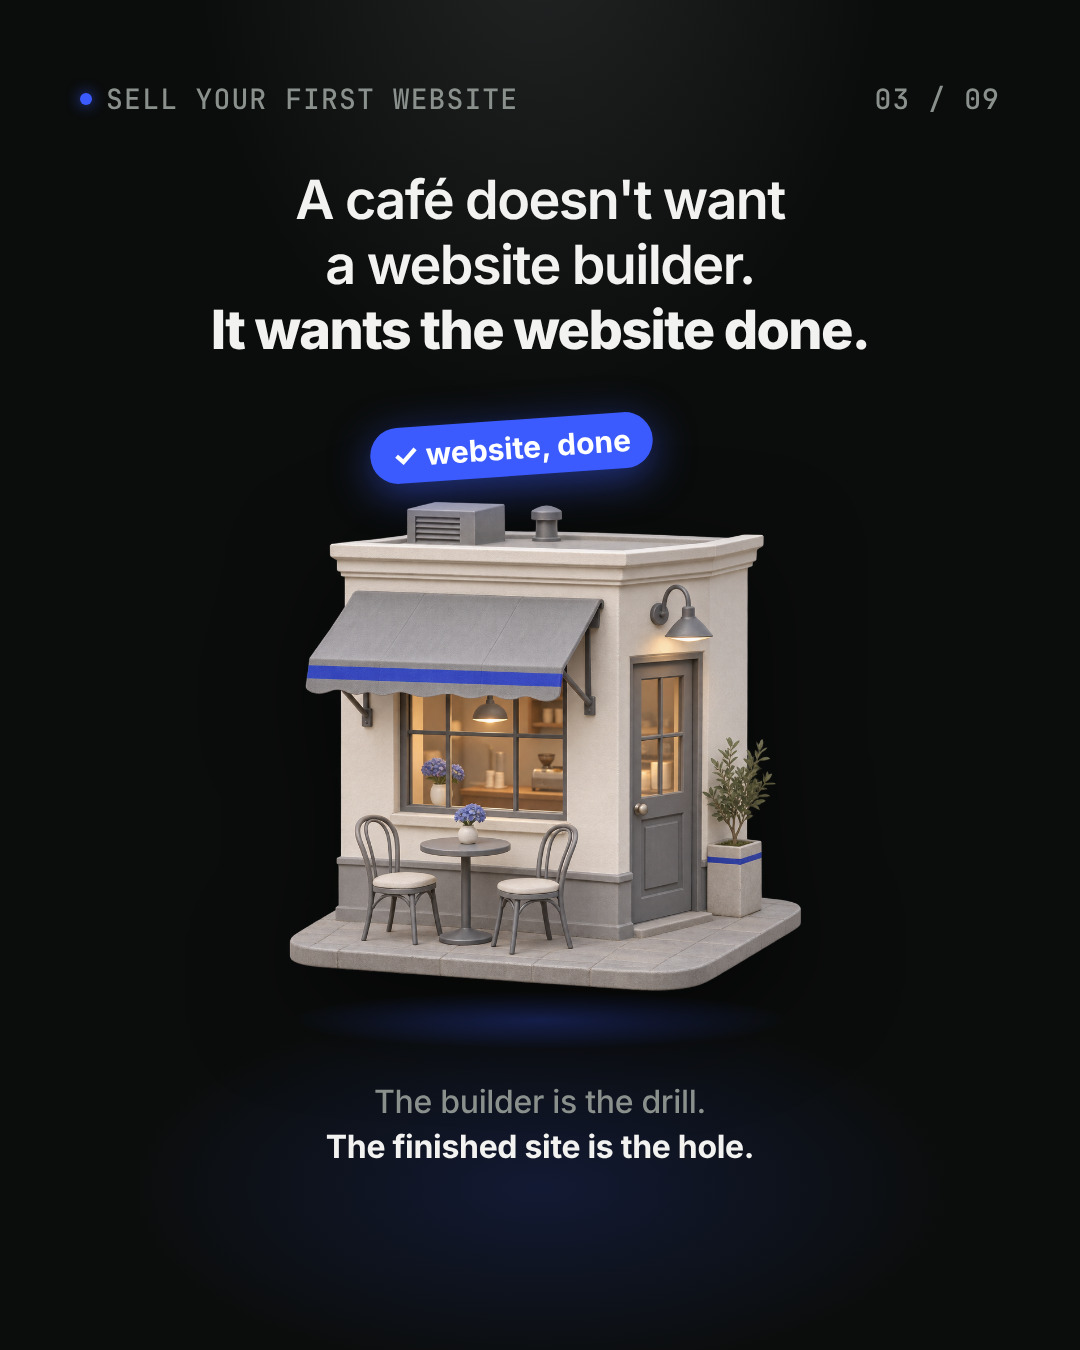 SELL YOUR FIRST WEBSITE
03 / 09
A café doesn't want
a website builder.
It wants the website done.
✓ website, done
The builder is the drill.
The finished site is the hole.